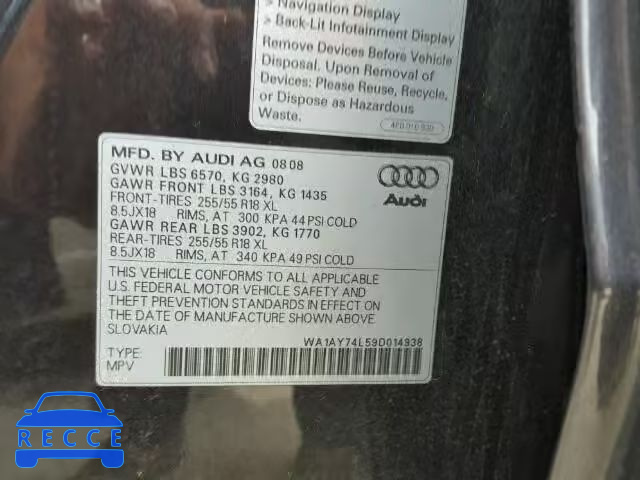 > Navigation Display
> Back-Lit Infotainment Display
Remove Devices Before Vehicle
Disposal. Upon Removal of
Devices: Please Reuse, Recycle,
or Dispose as Hazardous
Waste.
4F0 010 930
MFD. BY AUDI AG 08 08
GVWR LBS 6570, KG 2980
GAWR FRONT LBS 3164, KG 1435
FRONT-TIRES 255/55 R18 XL
8.5JX18 RIMS, AT 300 KPA 44 PSI COLD
GAWR REAR LBS 3902, KG 1770
REAR-TIRES 255/55 R18 XL
8.5JX18 RIMS, AT 340 KPA 49 PSI COLD
Audi
THIS VEHICLE CONFORMS TO ALL APPLICABLE
U.S. FEDERAL MOTOR VEHICLE SAFETY AND
THEFT PREVENTION STANDARDS IN EFFECT ON
THE DATE OF MANUFACTURE SHOWN ABOVE.
SLOVAKIA
WA1AY74L59D014938
TYPE:
MPV
RECCE